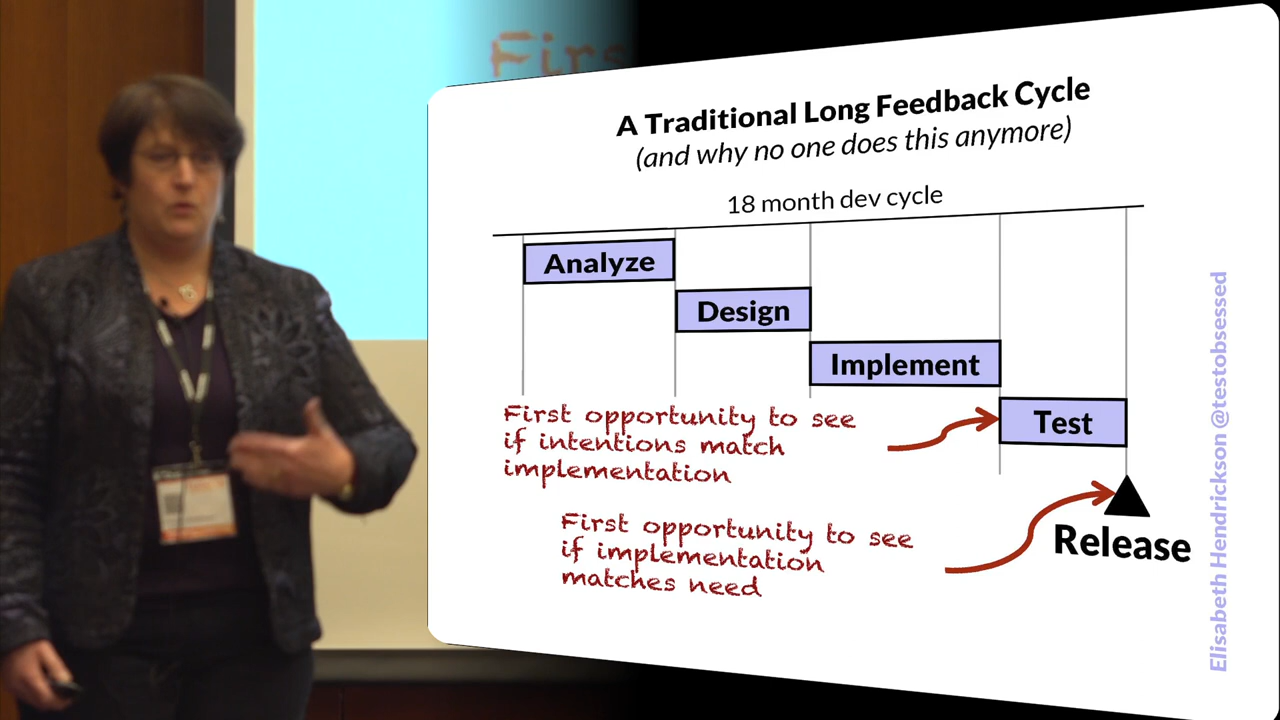 Firs
A Traditional Long Feedback Cycle
(and why no one does this anymore)
18 month dev cycle
Analyze
Design
Implement
First opportunity to see
if intentions match
implementation
Test
First opportunity to see
if implementation
matches need
Release
Elisabeth Hendrickson @testobsessed